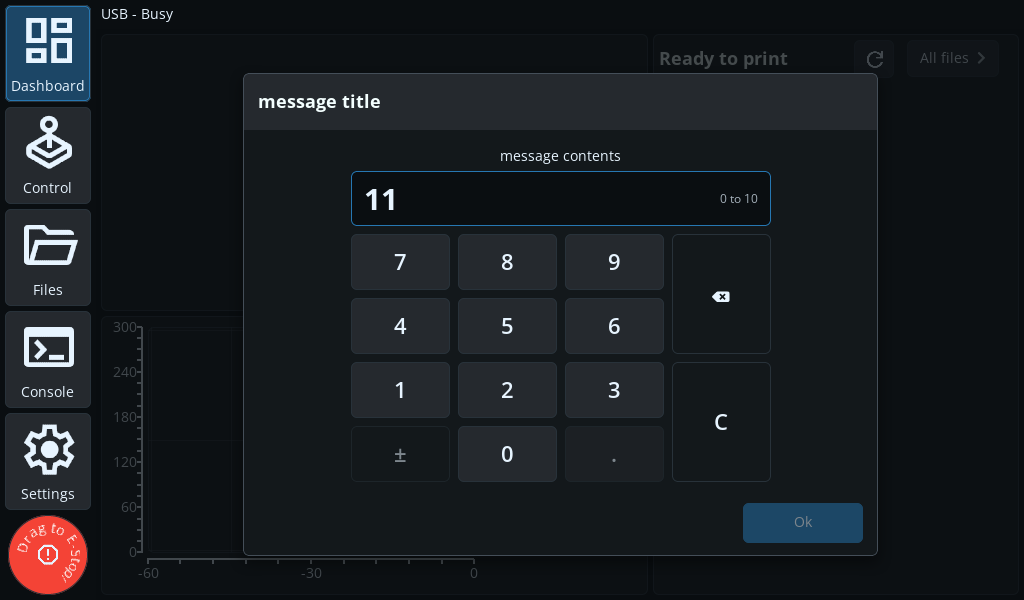 USB - Busy
Dashboard
Control
Files
Console
Settings
Drag to E-Stop!
Ready to print
All files
message title
message contents
11
0 to 10
7 8 9
4 5 6
1 2 3
C
± 0 .
Ok
300
240
180
120
60
0
-60 -30 0